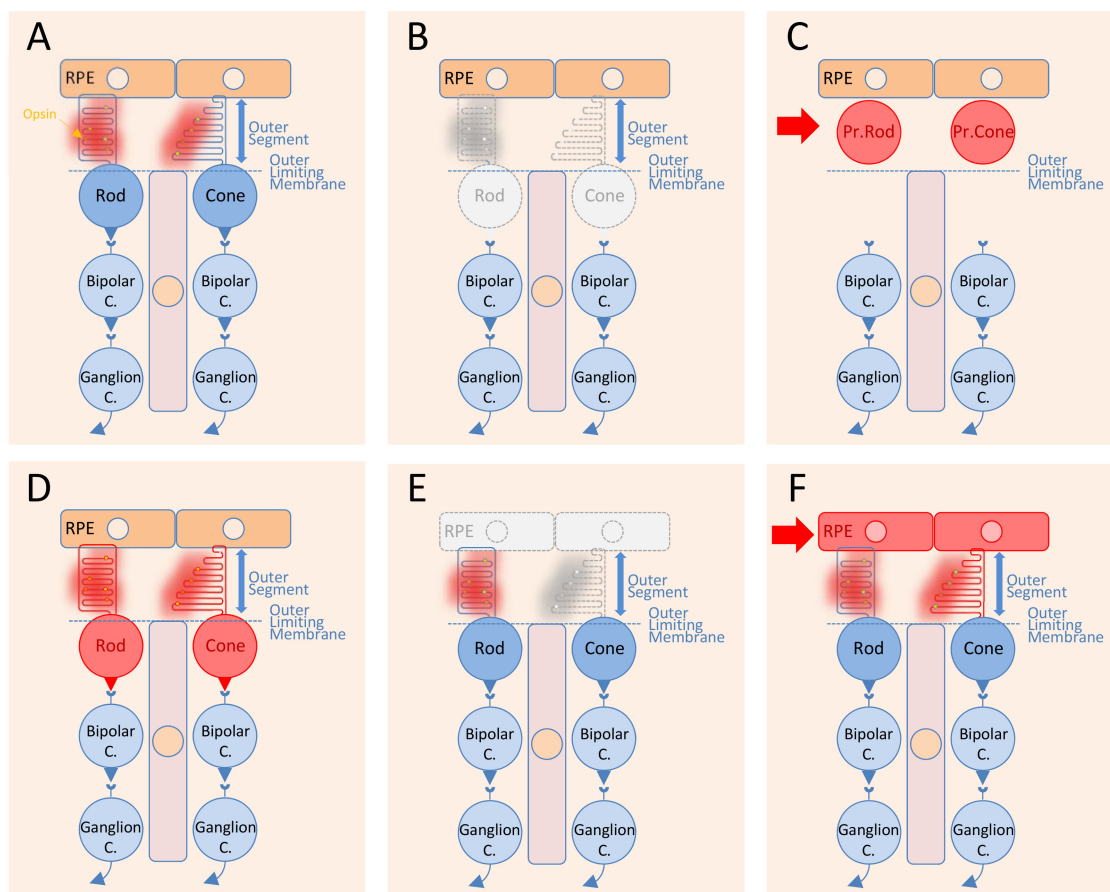 A
RPE
Opsin
Outer
Segment
Outer
Limiting
Membrane
Rod
Cone
Bipolar
C.
Bipolar
C.
Ganglion
C.
Ganglion
C.
B
RPE
Outer
Segment
Outer
Limiting
Membrane
Rod
Cone
Bipolar
C.
Bipolar
C.
Ganglion
C.
Ganglion
C.
C
RPE
Pr.Rod
Pr.Cone
Outer
Limiting
Membrane
Bipolar
C.
Bipolar
C.
Ganglion
C.
Ganglion
C.
D
RPE
Outer
Segment
Outer
Limiting
Membrane
Rod
Cone
Bipolar
C.
Bipolar
C.
Ganglion
C.
Ganglion
C.
E
RPE
Outer
Segment
Outer
Limiting
Membrane
Rod
Cone
Bipolar
C.
Bipolar
C.
Ganglion
C.
Ganglion
C.
F
RPE
Outer
Segment
Outer
Limiting
Membrane
Rod
Cone
Bipolar
C.
Bipolar
C.
Ganglion
C.
Ganglion
C.